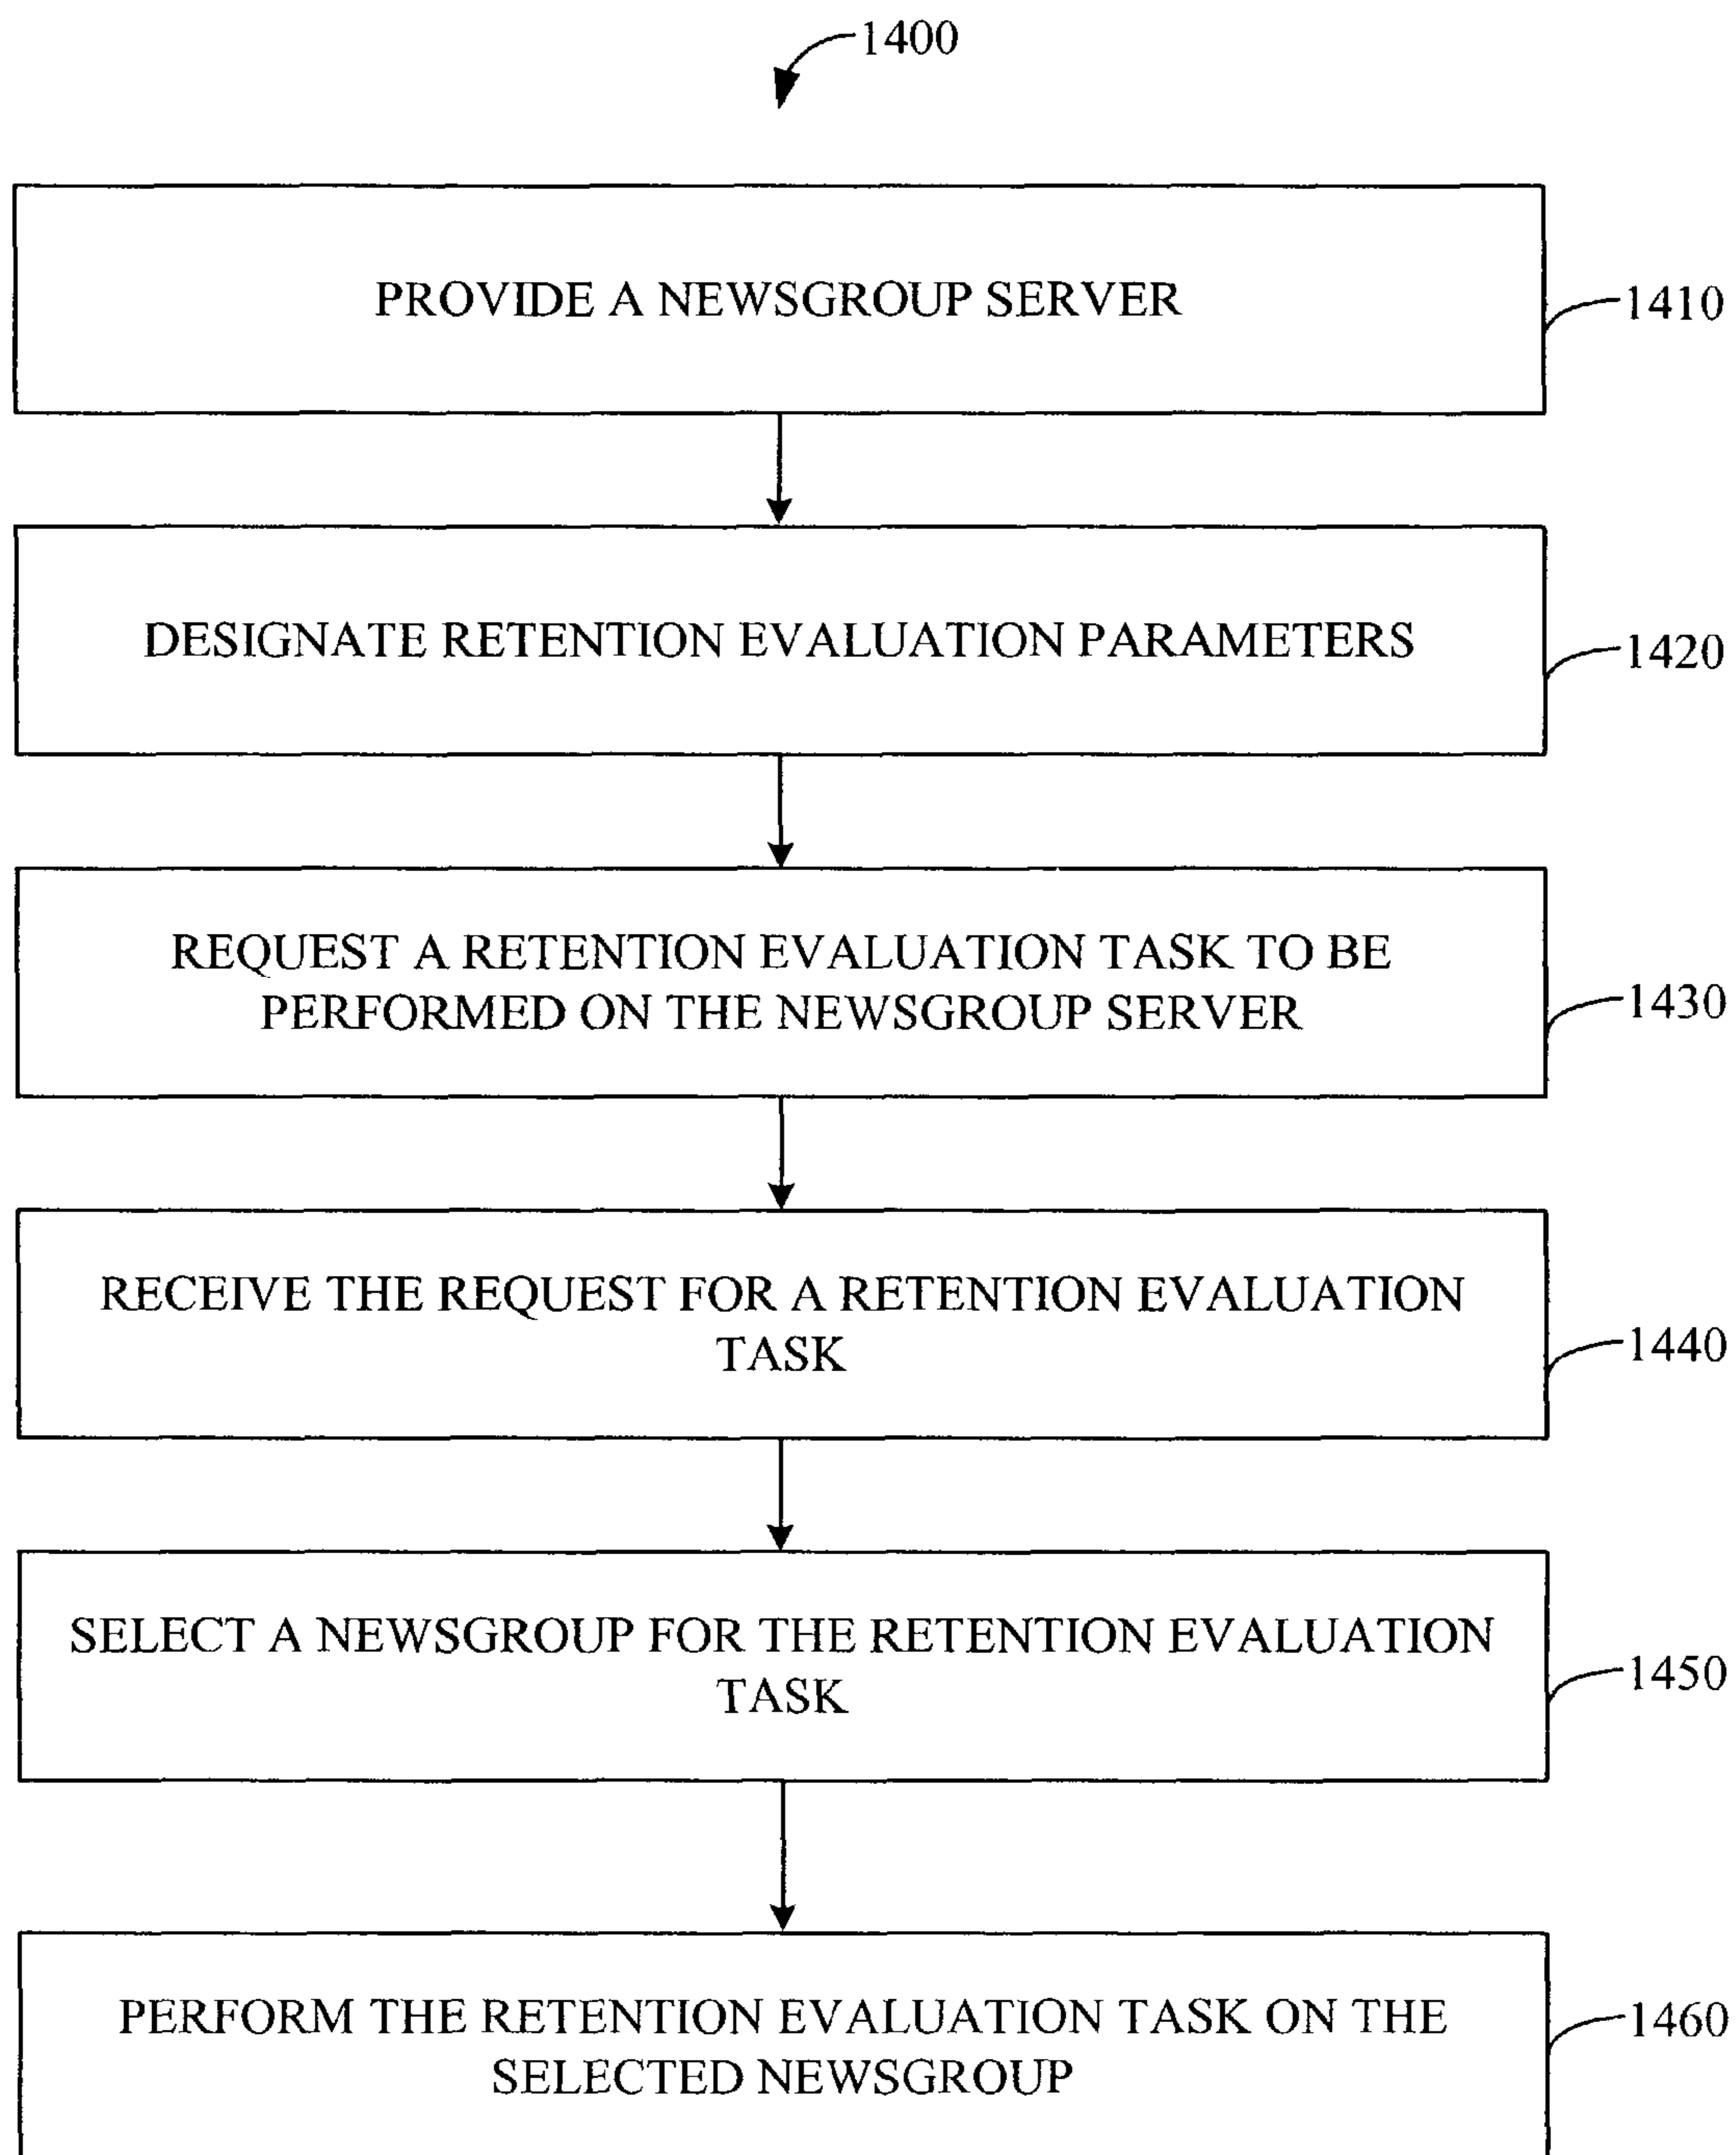 1400
PROVIDE A NEWSGROUP SERVER
1410
DESIGNATE RETENTION EVALUATION PARAMETERS
1420
REQUEST A RETENTION EVALUATION TASK TO BE
PERFORMED ON THE NEWSGROUP SERVER
1430
RECEIVE THE REQUEST FOR A RETENTION EVALUATION
TASK
1440
SELECT A NEWSGROUP FOR THE RETENTION EVALUATION
TASK
1450
PERFORM THE RETENTION EVALUATION TASK ON THE
SELECTED NEWSGROUP
1460